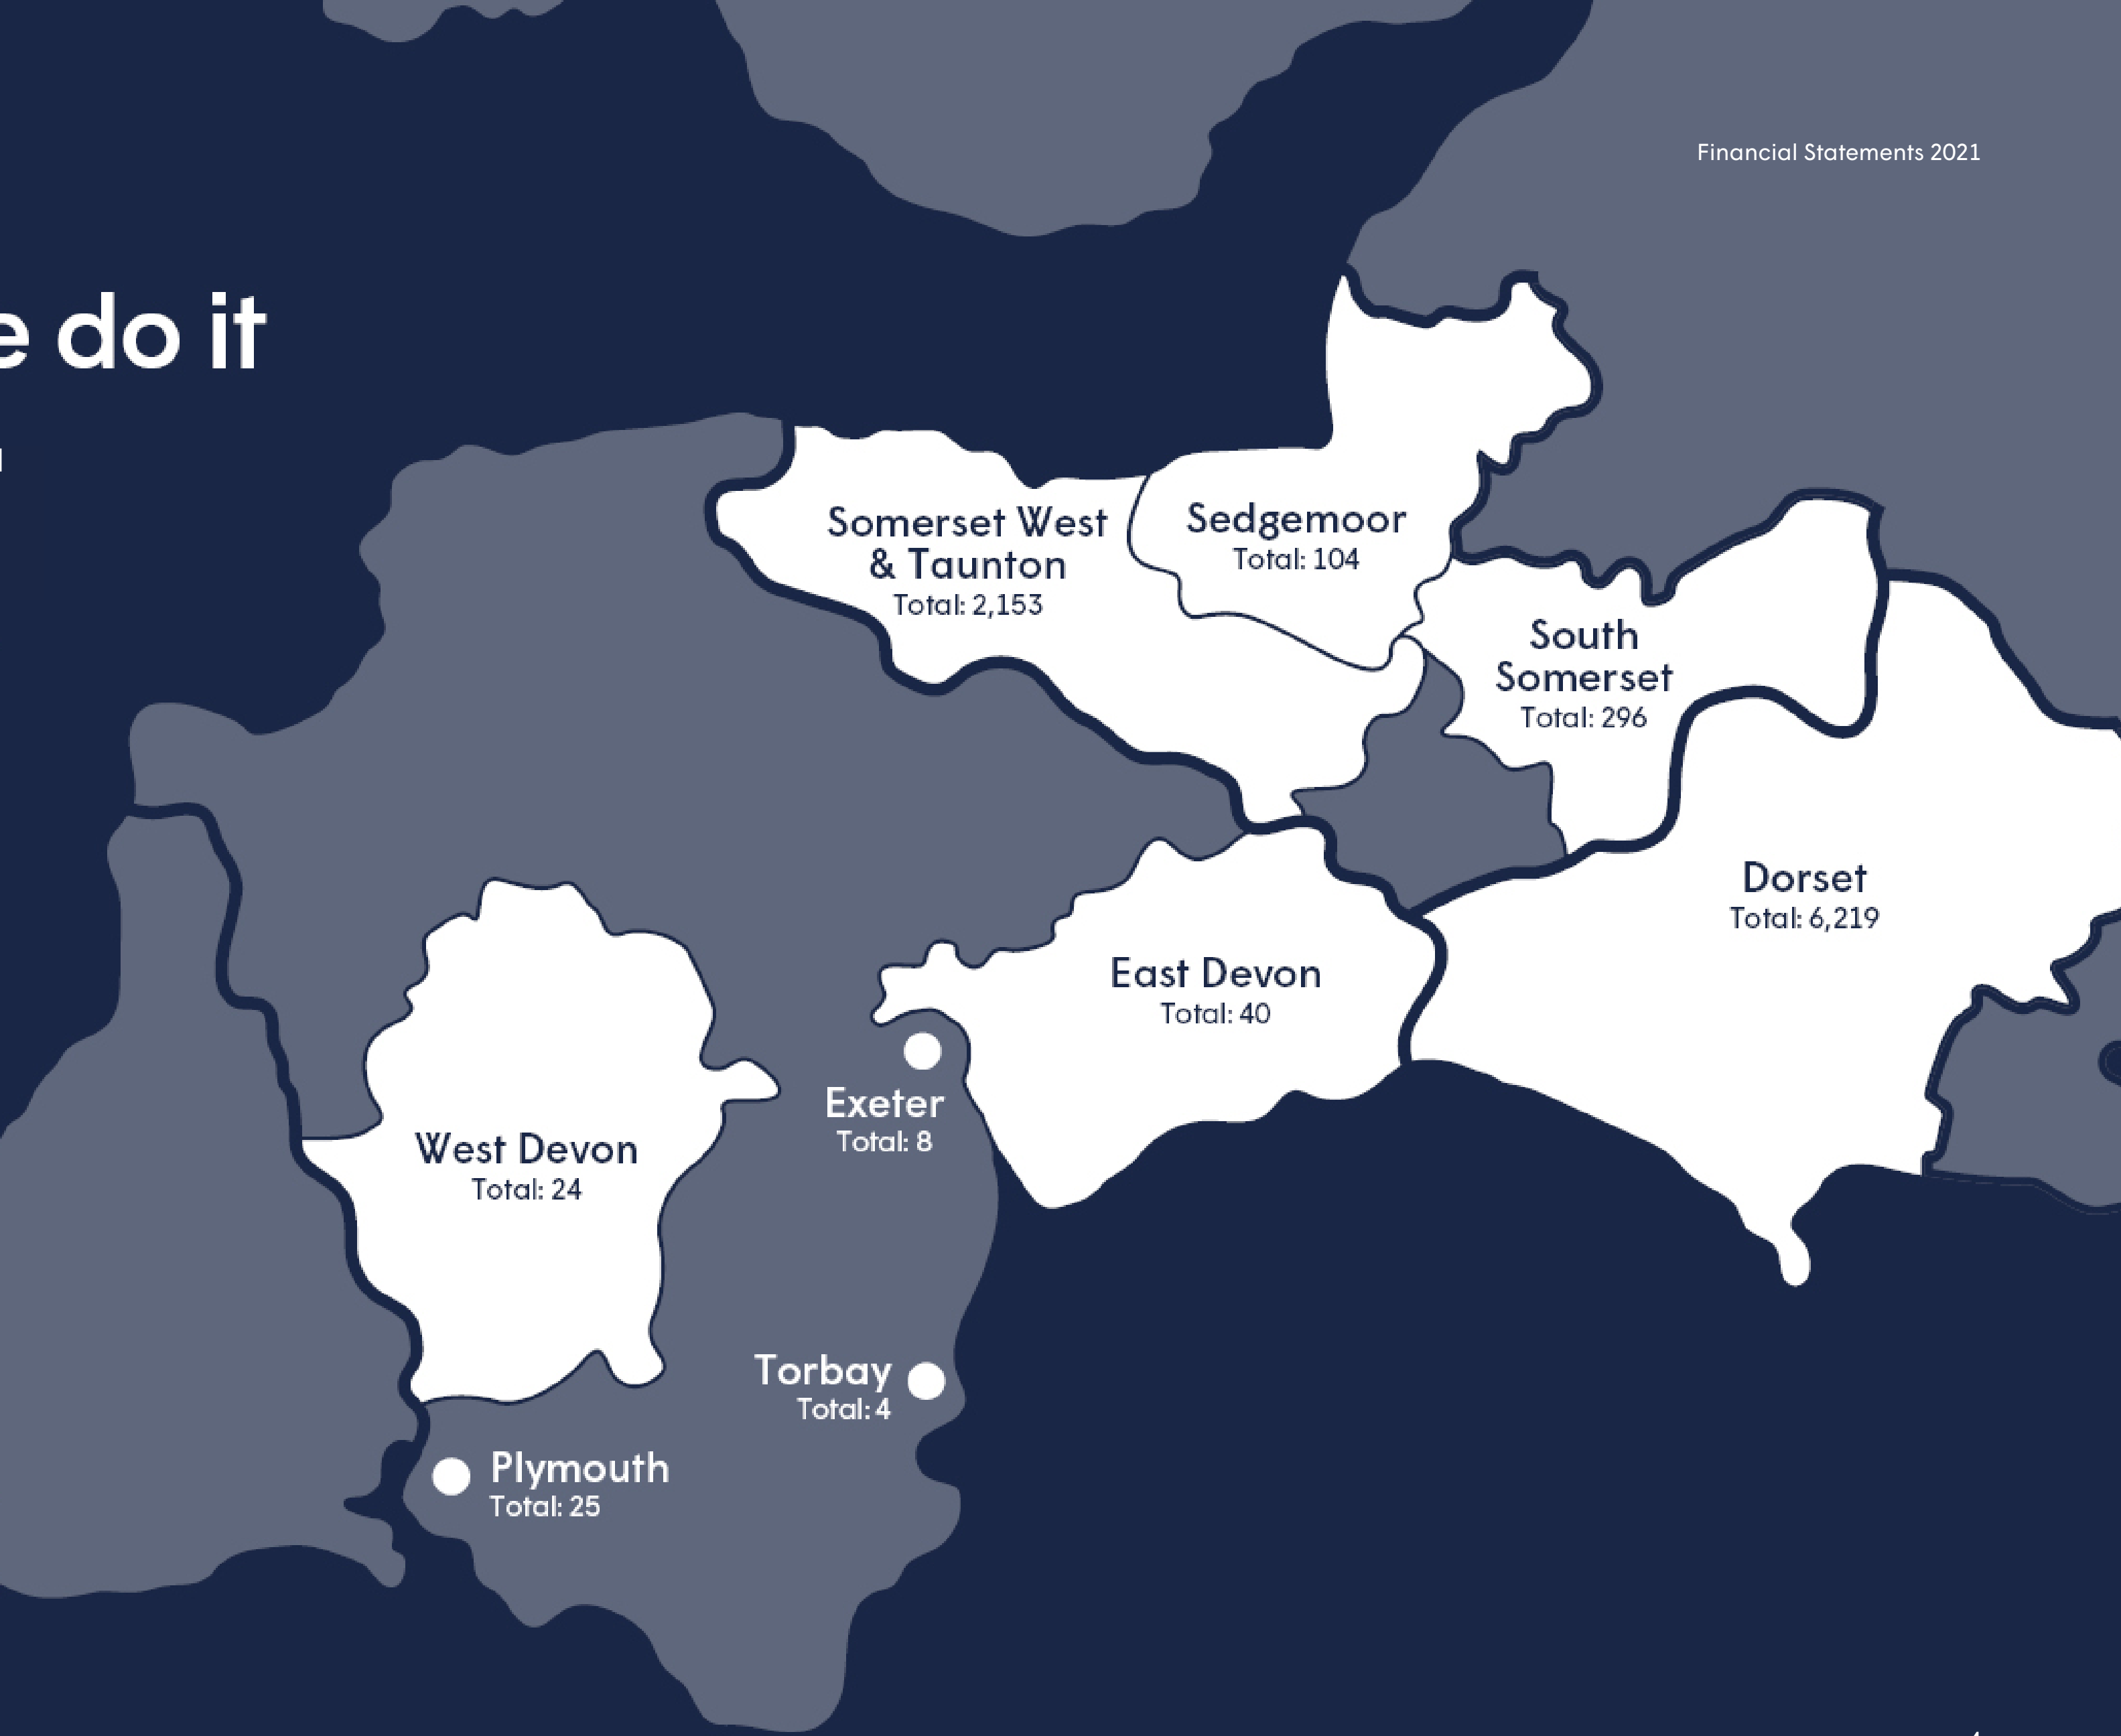 Financial Statements 2021
do it
Somerset West
& Taunton
Total: 2,153
Sedgemoor
Total: 104
South
Somerset
Total: 296
Dorset
Total: 6,219
East Devon
Total: 40
Exeter
Total: 8
West Devon
Total: 24
Torbay
Total: 4
Plymouth
Total: 25